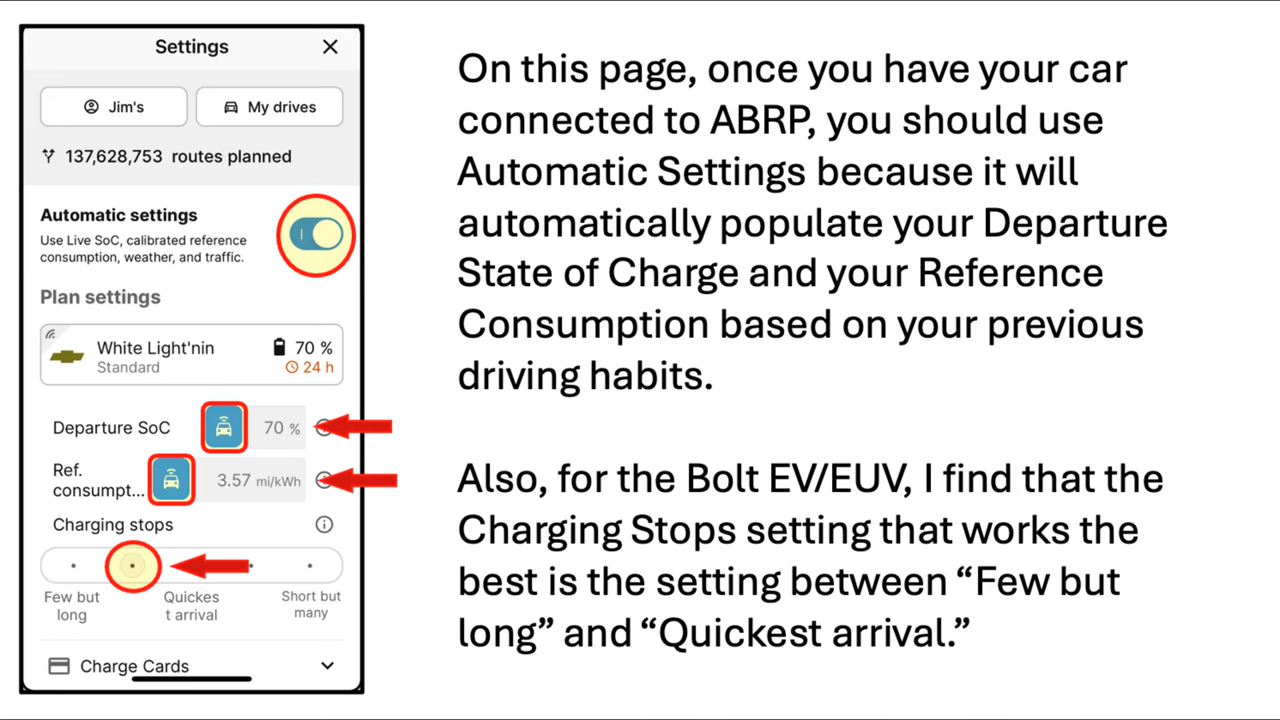 Settings
Jim's
My drives
137,628,753 routes planned
Automatic settings
Use Live SoC, calibrated reference
consumption, weather, and traffic.
Plan settings
White Light'nin
70 %
Standard
24 h
Departure SoC
70 %
Ref.
consumpt...
3.57 mi/kWh
Charging stops
Few but
long
Quickes
t arrival
Short but
many
Charge Cards
On this page, once you have your car
connected to ABRP, you should use
Automatic Settings because it will
automatically populate your Departure
State of Charge and your Reference
Consumption based on your previous
driving habits.
Also, for the Bolt EV/EUV, I find that the
Charging Stops setting that works the
best is the setting between “Few but
long” and “Quickest arrival.”